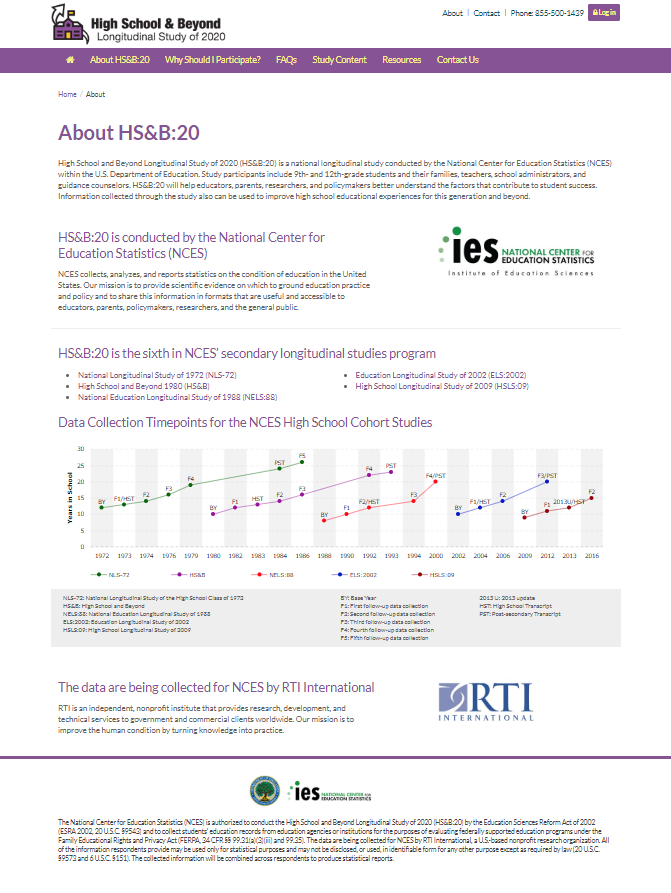 High School & Beyond
Longitudinal Study of 2020
About | Contact | Phone: 855-500-1439 Log in
About HS&B:20 Why Should I Participate? FAQs Study Content Resources Contact Us
Home / About
About HS&B:20
High School and Beyond Longitudinal Study of 2020 (HS&B:20) is a national longitudinal study conducted by the National Center for Education Statistics (NCES)
within the U.S. Department of Education. Study participants include 9th- and 12th-grade students and their families, teachers, school administrators, and
guidance counselors. HS&B:20 will help educators, parents, researchers, and policymakers better understand the factors that contribute to student success.
Information collected through the study also can be used to improve high school educational experiences for this generation and beyond.
HS&B:20 is conducted by the National Center for
Education Statistics (NCES)
NCES collects, analyzes, and reports statistics on the condition of education in the United
States. Our mission is to provide scientific evidence on which to ground education practice
and policy and to share this information in formats that are useful and accessible to
educators, parents, policymakers, researchers, and the general public.
ies NATIONAL CENTER FOR
EDUCATION STATISTICS
Institute of Education Sciences
HS&B:20 is the sixth in NCES' secondary longitudinal studies program
National Longitudinal Study of 1972 (NLS-72)
High School and Beyond 1980 (HS&B)
National Education Longitudinal Study of 1988 (NELS:88)
Education Longitudinal Study of 2002 (ELS:2002)
High School Longitudinal Study of 2009 (HSLS:09)
Data Collection Timepoints for the NCES High School Cohort Studies
Years in School
30
25
20
15
10
5
0
BY F1/HST F2 F3 F4 PST F5
BY F1 HST F2 F3 F4 PST
BY F1 F2/HST F3 F4/PST
BY F1/HST F2 F3/PST
BY F1 2013U/HST F2
1972 1973 1974 1976 1979 1980 1982 1983 1984 1986 1988 1990 1992 1993 1994 2000 2002 2004 2006 2009 2012 2013 2016
NLS-72 HS&B NELS:88 ELS:2002 HSLS:09
NLS-72: National Longitudinal Study of the High School Class of 1972
HS&B: High School and Beyond
NELS:88: National Education Longitudinal Study of 1988
ELS:2002: Education Longitudinal Study of 2002
HSLS:09: High School Longitudinal Study of 2009
BY: Base Year
F1: First follow-up data collection
F2: Second follow-up data collection
F3: Third follow-up data collection
F4: Fourth follow-up data collection
F5: Fifth follow-up data collection
2013 U: 2013 update
HST: High School Transcript
PST: Post-secondary Transcript
The data are being collected for NCES by RTI International
RTI is an independent, nonprofit institute that provides research, development, and
technical services to government and commercial clients worldwide. Our mission is to
improve the human condition by turning knowledge into practice.
RTI
INTERNATIONAL
ies NATIONAL CENTER FOR
EDUCATION STATISTICS
The National Center for Education Statistics (NCES) is authorized to conduct the High School and Beyond Longitudinal Study of 2020 (HS&B:20) by the Education Sciences Reform Act of 2002
(ESRA 2002, 20 U.S.C. §9543) and to collect students' education records from education agencies or institutions for the purposes of evaluating federally supported education programs under the
Family Educational Rights and Privacy Act (FERPA, 34 CFR §§ 99.31(a)(3)(iii) and 99.35). The data are being collected for NCES by RTI International, a U.S.-based nonprofit research organization. All
of the information respondents provide may be used only for statistical purposes and may not be disclosed, or used, in identifiable form for any other purpose except as required by law (20 U.S.C.
§9573 and 6 U.S.C. §151). The collected information will be combined across respondents to produce statistical reports.